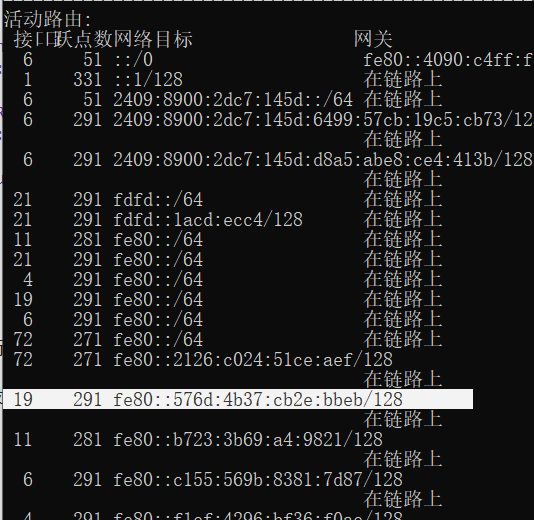 活动路由:
接口跃点数网络目标 网关
6 51 ::/0 fe80::4090:c4ff:f
1 331 ::1/128 在链路上
6 51 2409:8900:2dc7:145d::/64 在链路上
6 291 2409:8900:2dc7:145d:6499:57cb:19c5:cb73/12
在链路上
6 291 2409:8900:2dc7:145d:d8a5:abe8:ce4:413b/128
在链路上
21 291 fdfd::/64 在链路上
21 291 fdfd::1acd:ecc4/128 在链路上
11 281 fe80::/64 在链路上
21 291 fe80::/64 在链路上
4 291 fe80::/64 在链路上
19 291 fe80::/64 在链路上
6 291 fe80::/64 在链路上
72 271 fe80::/64 在链路上
72 271 fe80::2126:c024:51ce:aef/128
在链路上
19 291 fe80::576d:4b37:cb2e:bbeb/128
在链路上
11 281 fe80::b723:3b69:a4:9821/128
在链路上
6 291 fe80::c155:569b:8381:7d87/128
在链路上
4 291